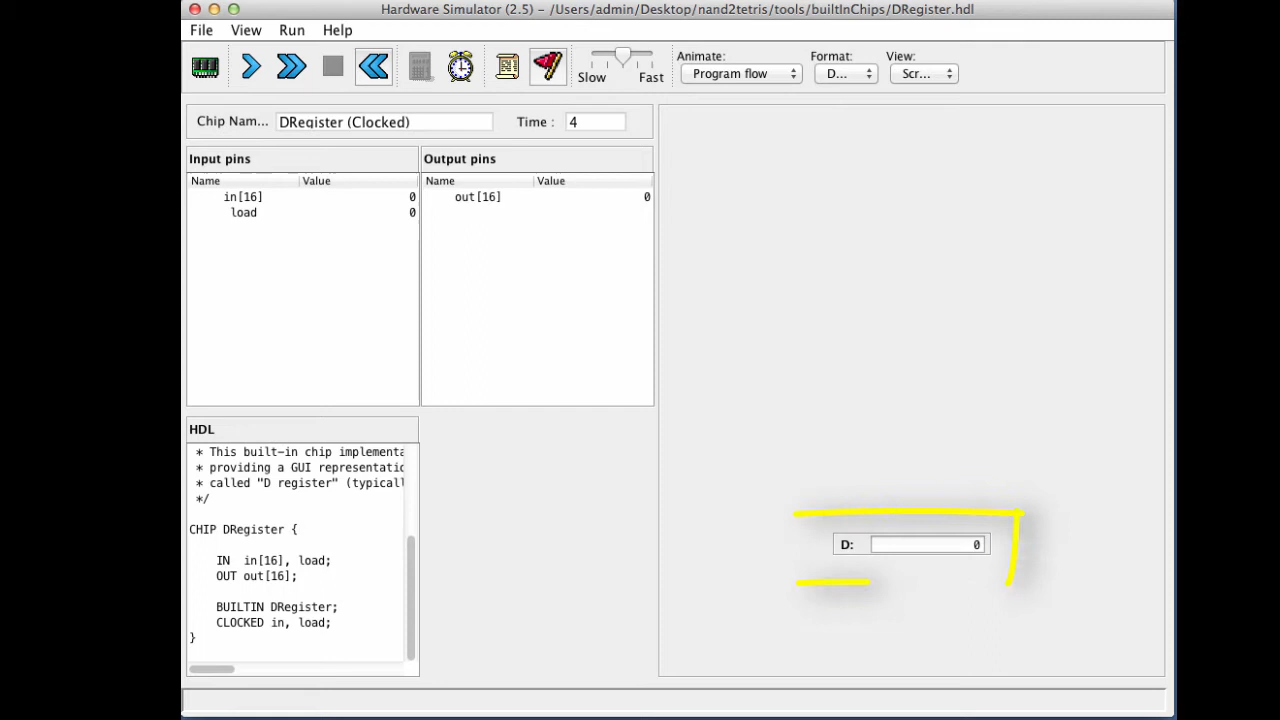 Hardware Simulator (2.5) – /Users/admin/Desktop/nand2tetris/tools/builtInChips/DRegister.hdl
File View Run Help
Slow Fast
Animate: Format: View:
Program flow D... Scr...
Chip Nam... DRegister (Clocked) Time : 4
Input pins Output pins
Name Value Name Value
in[16] 0 out[16] 0
load 0
HDL
* This built-in chip implementa
* providing a GUI representatio
* called "D register" (typicall
*/
CHIP DRegister {
IN in[16], load;
OUT out[16];
BUILTIN DRegister;
CLOCKED in, load;
}
D: 0